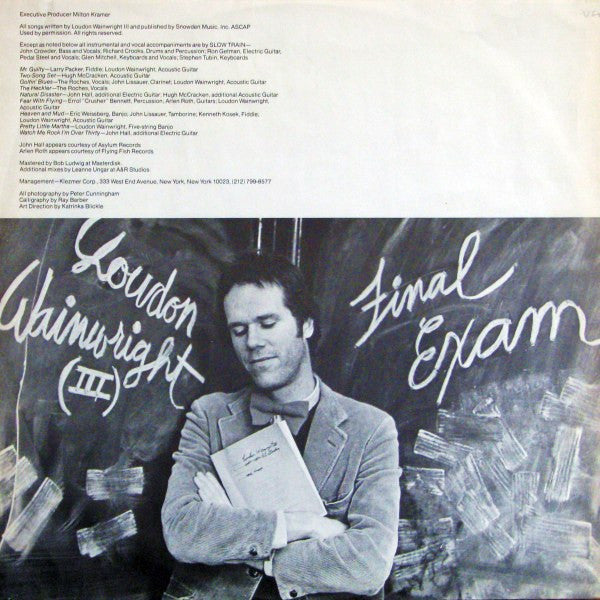 Executive Producer Milton Kramer
All songs written by Loudon Wainwright III and published by Snowden Music, Inc. ASCAP
Used by permission. All rights reserved.
Except as noted below all instrumental and vocal accompaniments are by SLOW TRAIN—
John Crowder, Bass and Vocals; Richard Crooks, Drums and Percussion; Ron Getman, Electric Guitar,
Pedal Steel and Vocals; Glen Mitchell, Keyboards and Vocals; Stephen Tubin, Keyboards
Mr. Guilty—Larry Packer, Fiddle; Loudon Wainwright, Acoustic Guitar
Two-Song Set—Hugh McCracken, Acoustic Guitar
Golfin' Blues—The Roches, Vocals; John Lissauer, Clarinet; Loudon Wainwright, Acoustic Guitar
The Heckler—The Roches, Vocals
Natural Disaster—John Hall, additional Electric Guitar; Hugh McCracken, additional Acoustic Guitar
Fear With Flying—Errol "Crusher" Bennett, Percussion; Arlen Roth, Guitars; Loudon Wainwright,
Acoustic Guitar
Heaven and Mud—Eric Weissberg, Banjo; John Lissauer, Tamborine; Kenneth Kosek, Fiddle;
Loudon Wainwright, Acoustic Guitar
Pretty Little Martha—Loudon Wainwright, Five-string Banjo
Watch Me Rock I'm Over Thirty—John Hall, additional Electric Guitar
John Hall appears courtesy of Asylum Records
Arlen Roth appears courtesy of Flying Fish Records
Mastered by Bob Ludwig at Masterdisk
Additional mixes by Leanne Ungar at A&R Studios
Management—Klezmer Corp., 333 West End Avenue, New York, New York 10023, (212) 799-6577
All photography by Peter Cunningham
Calligraphy by Ray Barber
Art Direction by Katrinka Blickle
Loudon
Wainwright
(III)
Final
Exam